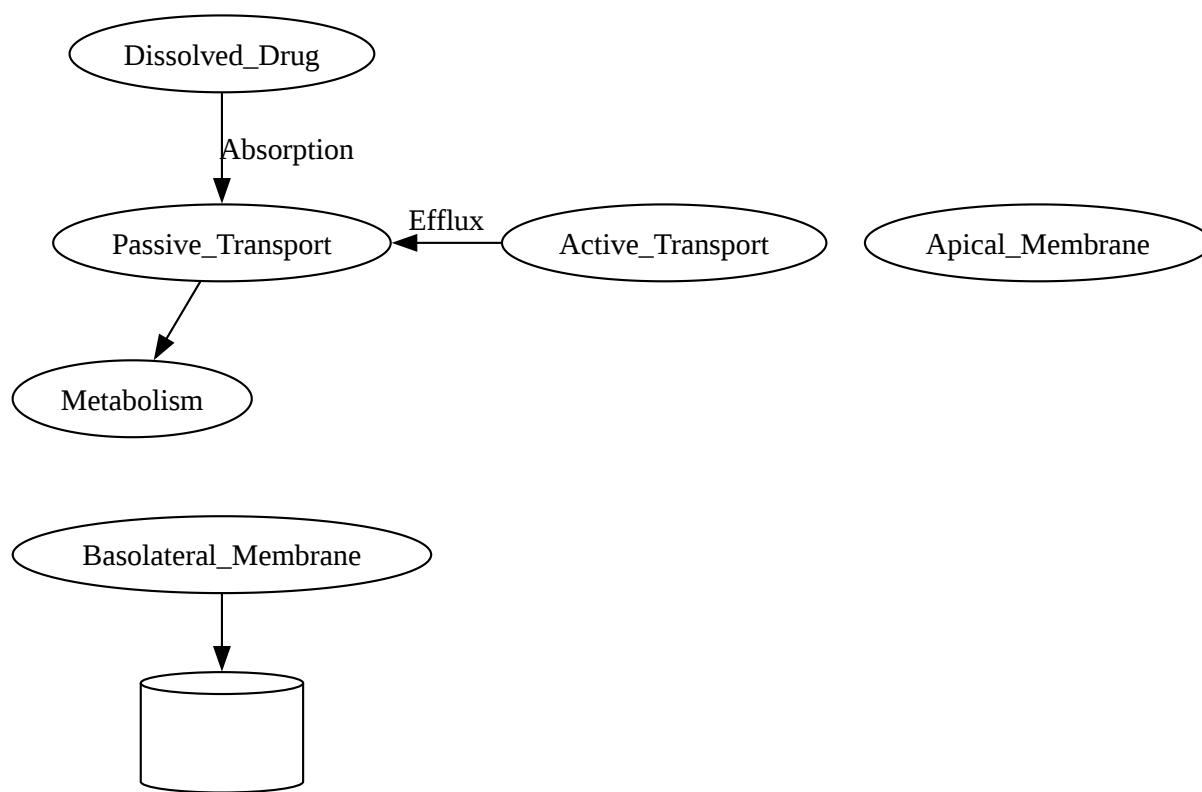 Dissolved_Drug
Absorption
Efflux
Passive_Transport
Active_Transport
Apical_Membrane
Metabolism
Basolateral_Membrane